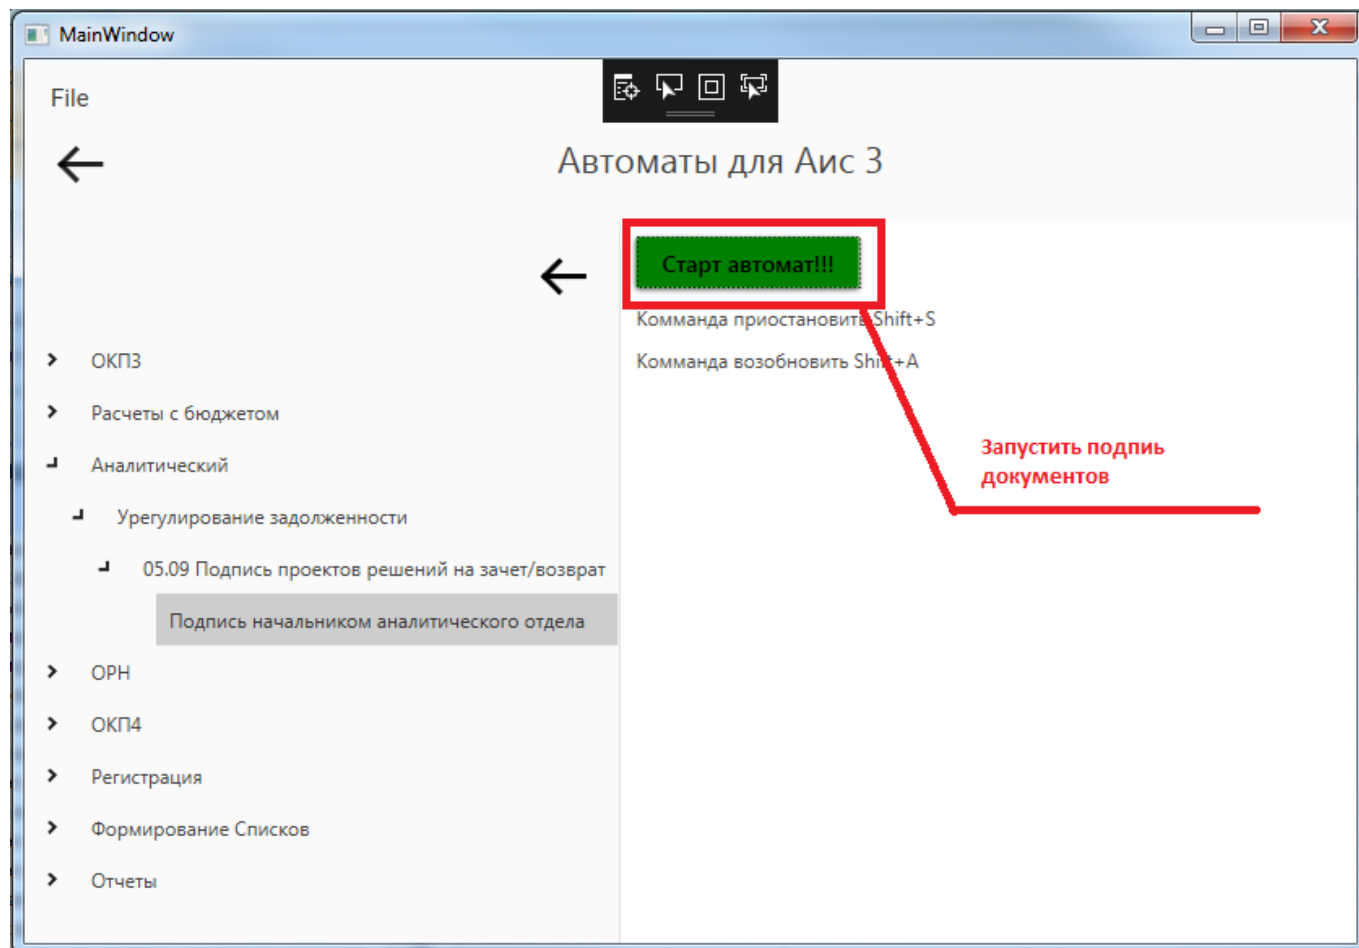 MainWindow
File
Автоматы для Аис 3
Старт автомат!!!
Комманда приостановить Shift+S
Комманда возобновить Shift+A
Запустить подпиь
документов
ОКП3
Расчеты с бюджетом
Аналитический
Урегулирование задолженности
05.09 Подпись проектов решений на зачет/возврат
Подпись начальником аналитического отдела
ОРН
ОКП4
Регистрация
Формирование Списков
Отчеты